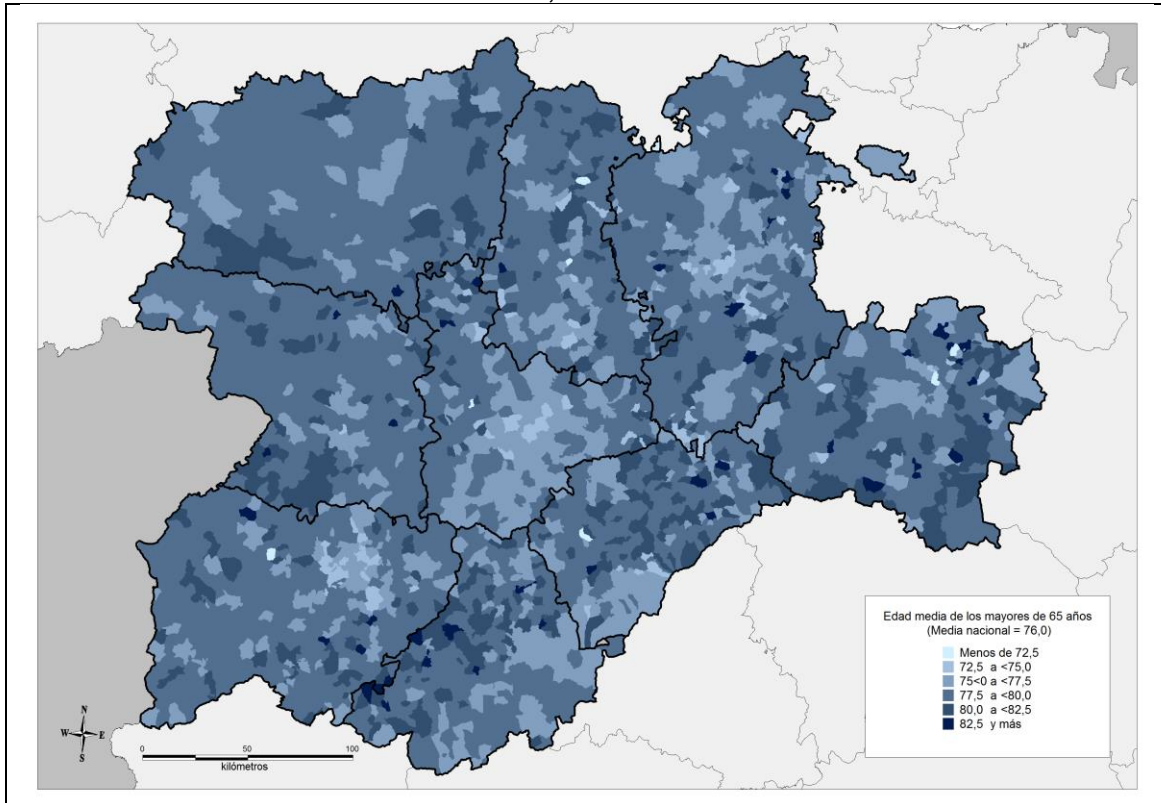 Edad media de los mayores de 65 años
(Media nacional = 76,0)
Menos de 72,5
72,5 a <75,0
75<0 a <77,5
77,5 a <80,0
80,0 a <82,5
82,5 y más
N
W E
S
0 50 100
kilómetros